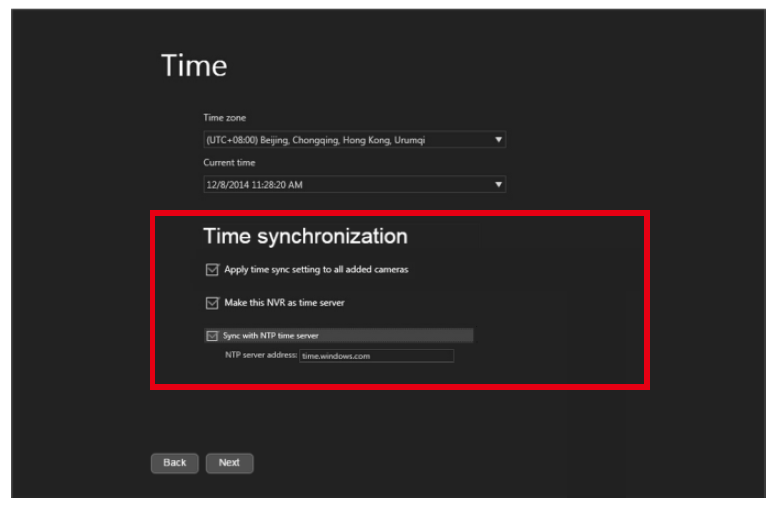 Time
Time zone
(UTC+08:00) Beijing, Chongqing, Hong Kong, Urumqi
Current time
12/8/2014 11:28:20 AM
Time synchronization
Apply time sync setting to all added cameras
Make this NVR as time server
Sync with NTP time server
NTP server address: time.windows.com
Back Next